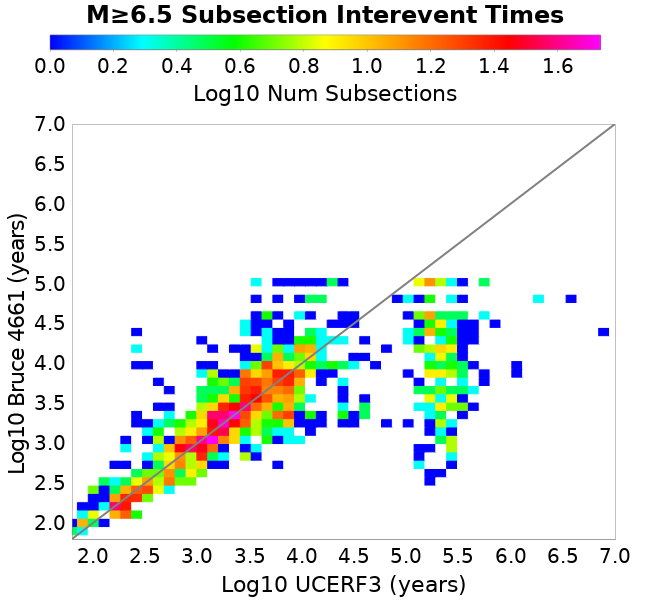 M≥6.5 Subsection Interevent Times
0.0 0.2 0.4 0.6 0.8 1.0 1.2 1.4 1.6
Log10 Num Subsections
7.0
6.5
6.0
5.5
5.0
4.5
4.0
3.5
3.0
2.5
2.0
Log10 Bruce 4661 (years)
2.0 2.5 3.0 3.5 4.0 4.5 5.0 5.5 6.0 6.5 7.0
Log10 UCERF3 (years)